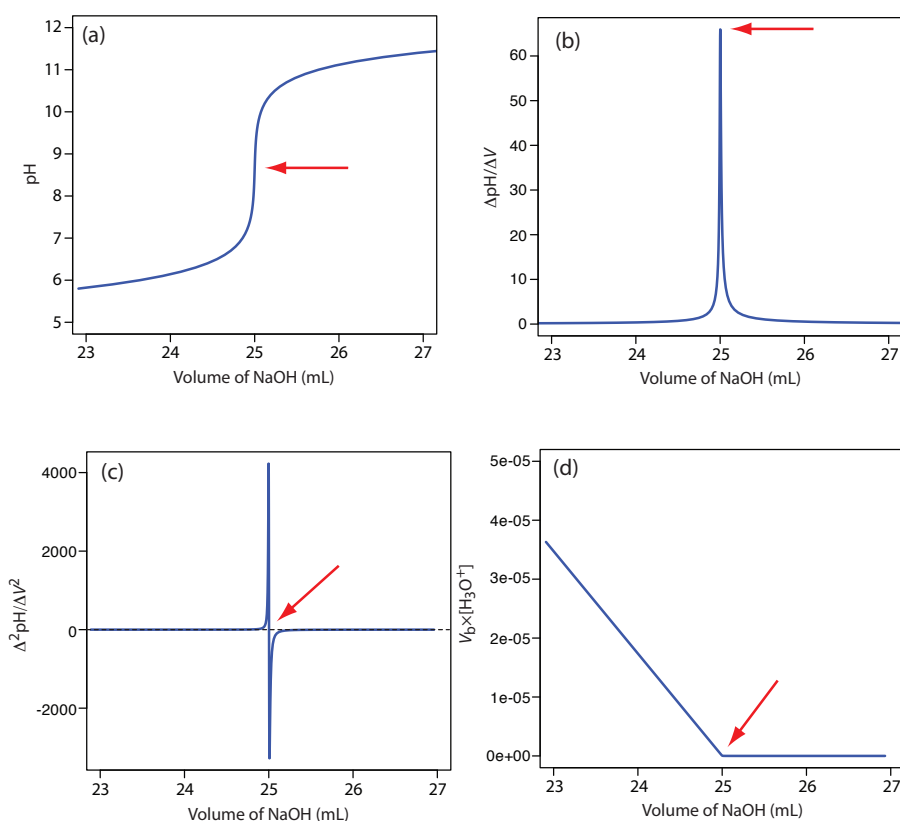 (a)
12
11
10
9
8
7
6
5
pH
23 24 25 26 27
Volume of NaOH (mL)
(b)
60
50
40
30
20
10
0
ΔpH/ΔV
23 24 25 26 27
Volume of NaOH (mL)
(c)
4000
2000
0
-2000
Δ²pH/ΔV²
23 24 25 26 27
Volume of NaOH (mL)
(d)
5e-05
4e-05
3e-05
2e-05
1e-05
0e+00
V_b×[H₃O⁺]
23 24 25 26 27
Volume of NaOH (mL)